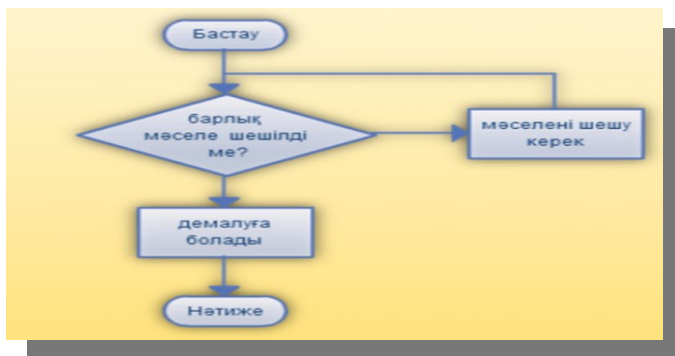 Бастау
барлық
мәселе шешілді
ме?
мәселені шешу
керек
демалуға
болады
Нәтиже